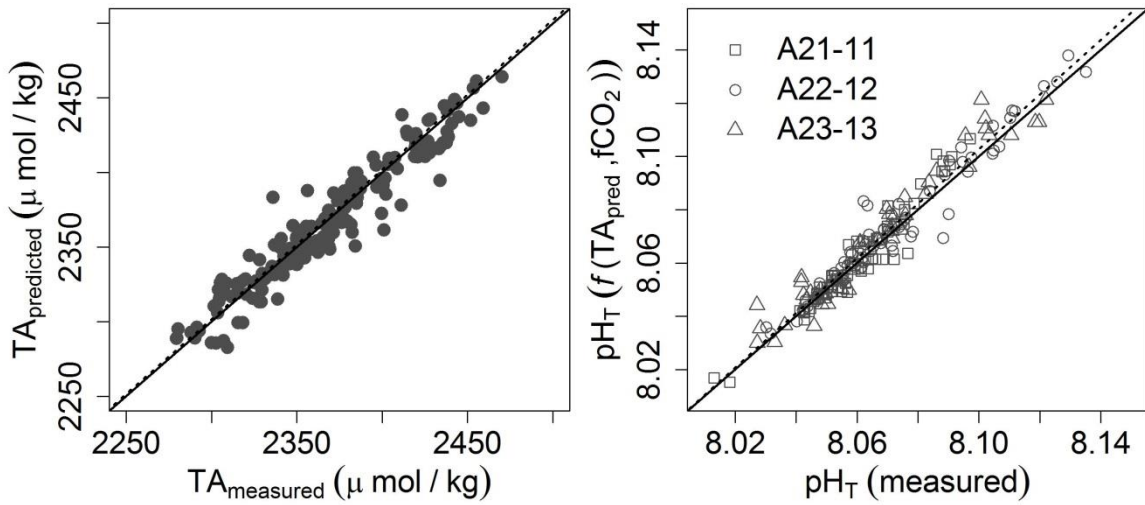 TApredicted (μ mol / kg)
2250 2350 2450
2250 2350 2450
TAmeasured (μ mol / kg)
pHT (f (TApred , fCO2 ))
8.02 8.06 8.10 8.14
A21-11
A22-12
A23-13
8.02 8.06 8.10 8.14
pHT (measured)